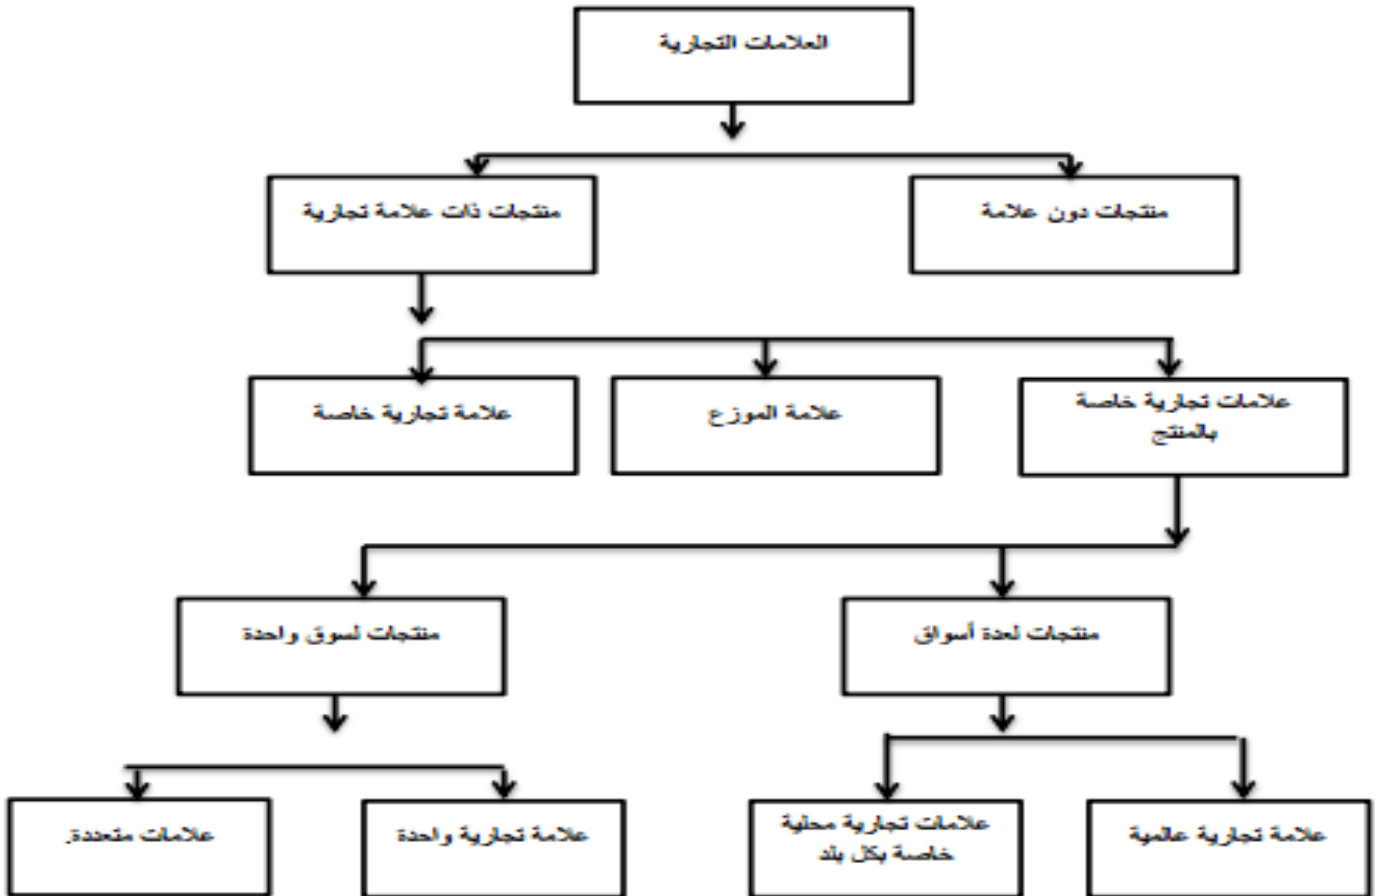 العلامات التجارية
منتجات دون علامة
منتجات ذات علامة تجارية
علامات تجارية خاصة
بالمنتج
علامة الموزع
علامة تجارية خاصة
منتجات لعدة أسواق
منتجات لسوق واحدة
علامة تجارية عالمية
علامات تجارية محلية
خاصة بكل بلد
علامة تجارية واحدة
علامات متعددة.